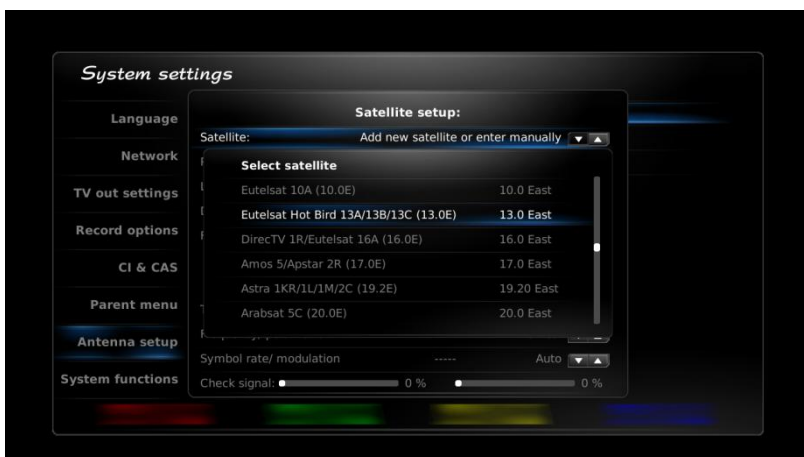 System settings
Language
Network
TV out settings
Record options
CI & CAS
Parent menu
Antenna setup
System functions
Satellite setup:
Satellite: Add new satellite or enter manually
Select satellite
Eutelsat 10A (10.0E) 10.0 East
Eutelsat Hot Bird 13A/13B/13C (13.0E) 13.0 East
DirecTV 1R/Eutelsat 16A (16.0E) 16.0 East
Amos 5/Apstar 2R (17.0E) 17.0 East
Astra 1KR/1L/1M/2C (19.2E) 19.20 East
Arabsat 5C (20.0E) 20.0 East
Symbol rate/ modulation ----- Auto
Check signal: 0 % 0 %